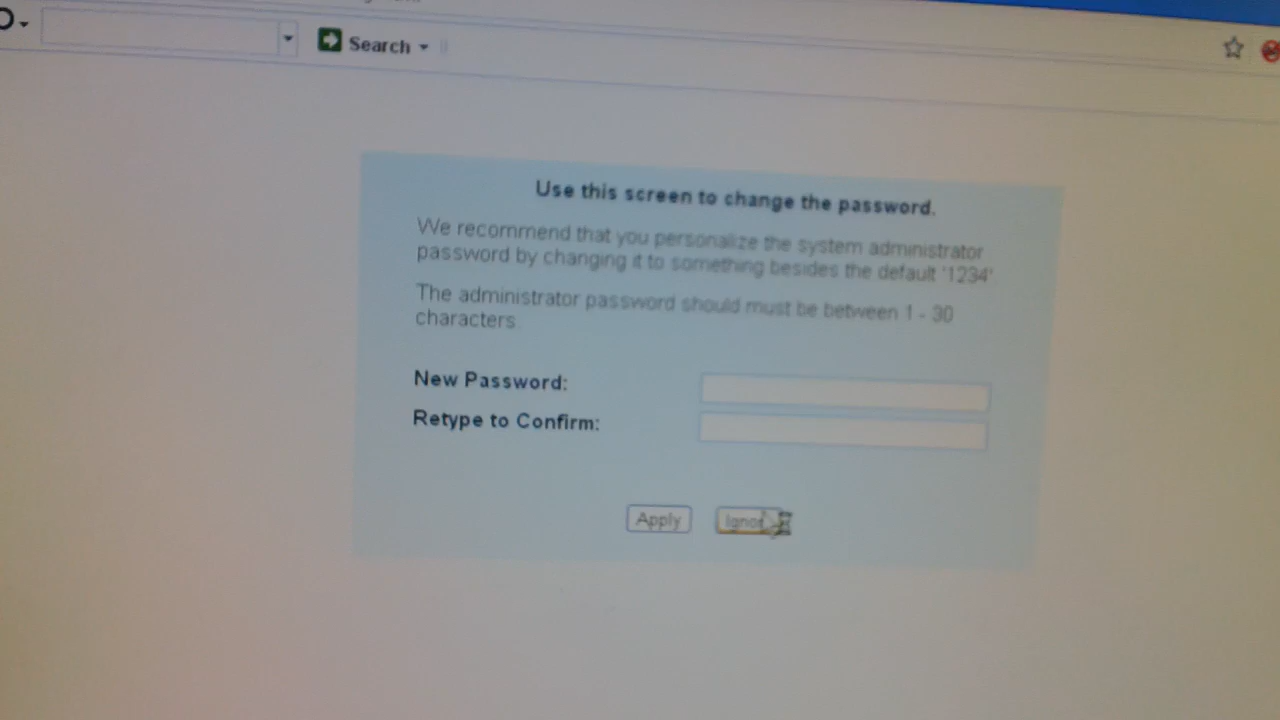 Search
Use this screen to change the password.
We recommend that you personalize the system administrator
password by changing it to something besides the default '1234'
The administrator password should must be between 1 - 30
characters.
New Password:
Retype to Confirm:
Apply